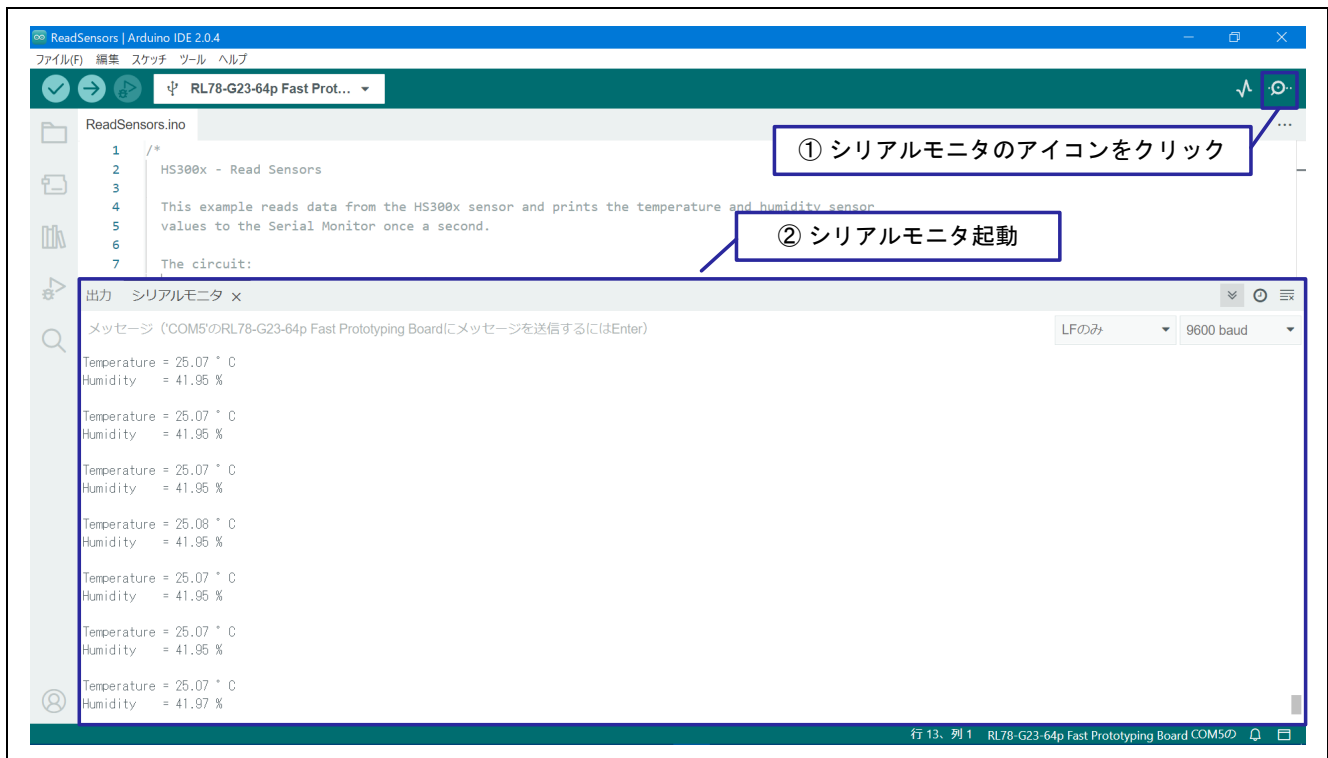 ReadSensors | Arduino IDE 2.0.4
ファイル(F) 編集 スケッチ ツール ヘルプ
RL78-G23-64p Fast Prot...
ReadSensors.ino
① シリアルモニタのアイコンをクリック
1 /*
2 HS300x - Read Sensors
3
4 This example reads data from the HS300x sensor and prints the temperature and humidity sensor
5 values to the Serial Monitor once a second.
② シリアルモニタ起動
6
7 The circuit:
出力 シリアルモニタ ×
メッセージ（'COM5'のRL78-G23-64p Fast Prototyping Boardにメッセージを送信するにはEnter）
LFのみ 9600 baud
Temperature = 25.07 ° C
Humidity = 41.95 %
Temperature = 25.07 ° C
Humidity = 41.95 %
Temperature = 25.07 ° C
Humidity = 41.95 %
Temperature = 25.08 ° C
Humidity = 41.95 %
Temperature = 25.07 ° C
Humidity = 41.95 %
Temperature = 25.07 ° C
Humidity = 41.95 %
Temperature = 25.07 ° C
Humidity = 41.97 %
行 13、列 1 RL78-G23-64p Fast Prototyping Board COM5の